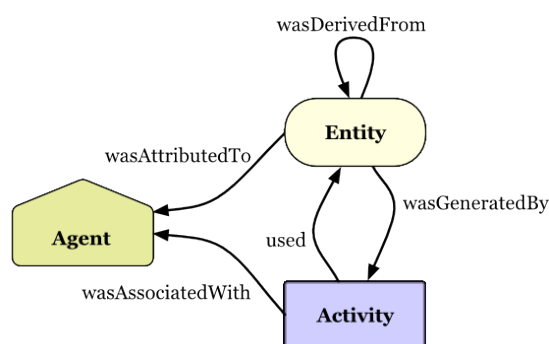 wasDerivedFrom
Entity
wasAttributedTo
wasGeneratedBy
Agent
used
wasAssociatedWith
Activity